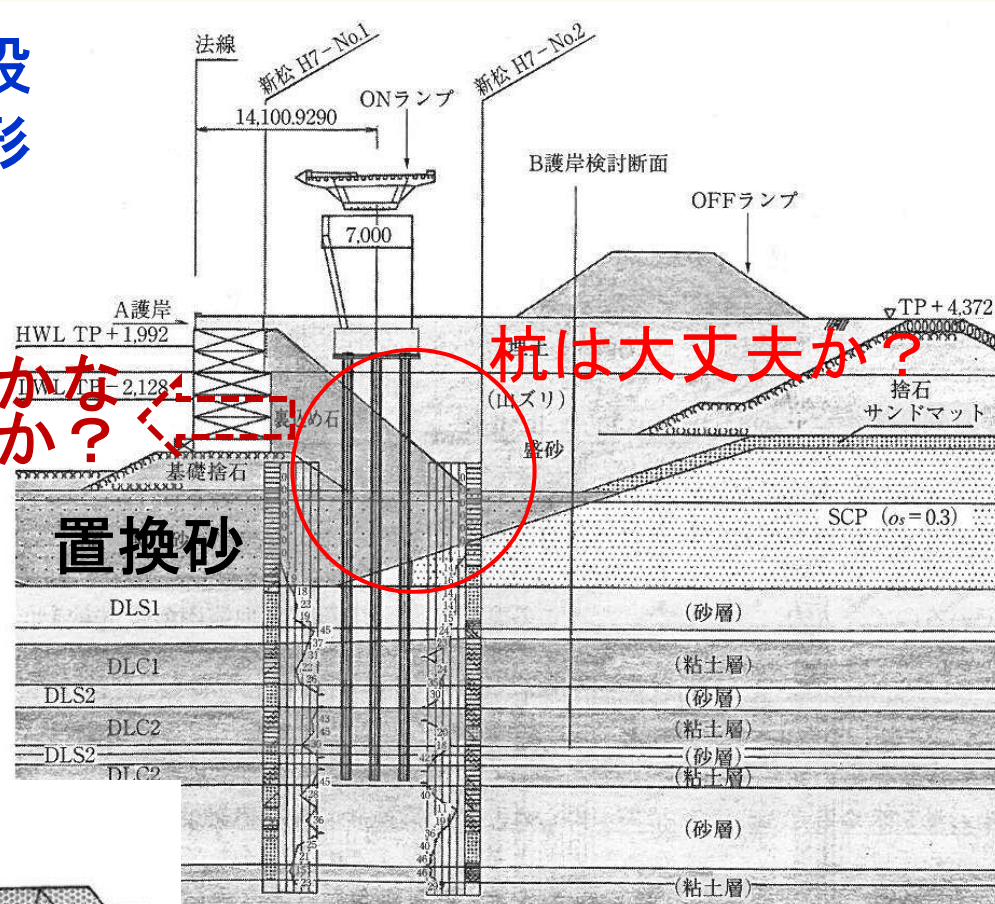 設
形
法線
新松 H7-No.1
新松 H7-No.2
ONランプ
14,100.9290
B護岸検討断面
OFFランプ
7,000
A護岸
TP+4,372
HWL TP+1,992
杭は大丈夫か?
埋土
(山ズリ)
かな
か?
LWL TP-2,128
裏込め石
捨石
サンドマット
盛砂
基礎捨石
置換砂
SCP (σs=0.3)
DLS1
(砂層)
DLC1
(粘土層)
DLS2
(砂層)
DLC2
(粘土層)
DLS2
(砂層)
DLC2
(粘土層)
(砂層)
(粘土層)